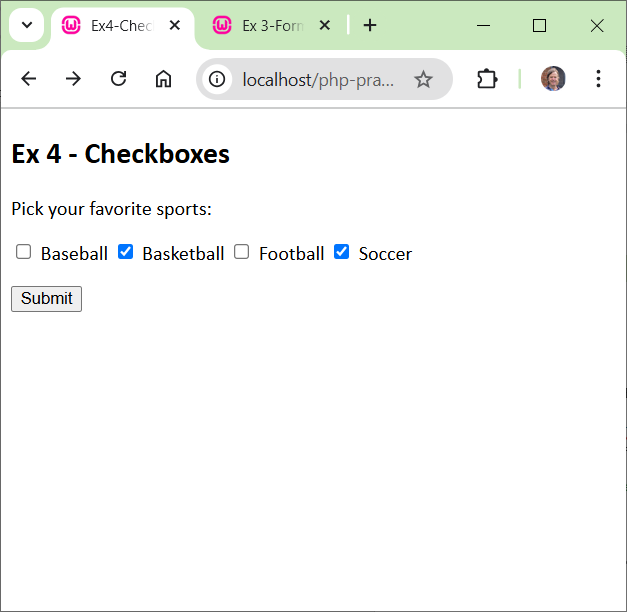 Ex4-Chec
Ex 3-Forn
localhost/php-pra...
Ex 4 - Checkboxes
Pick your favorite sports:
Baseball Basketball Football Soccer
Submit